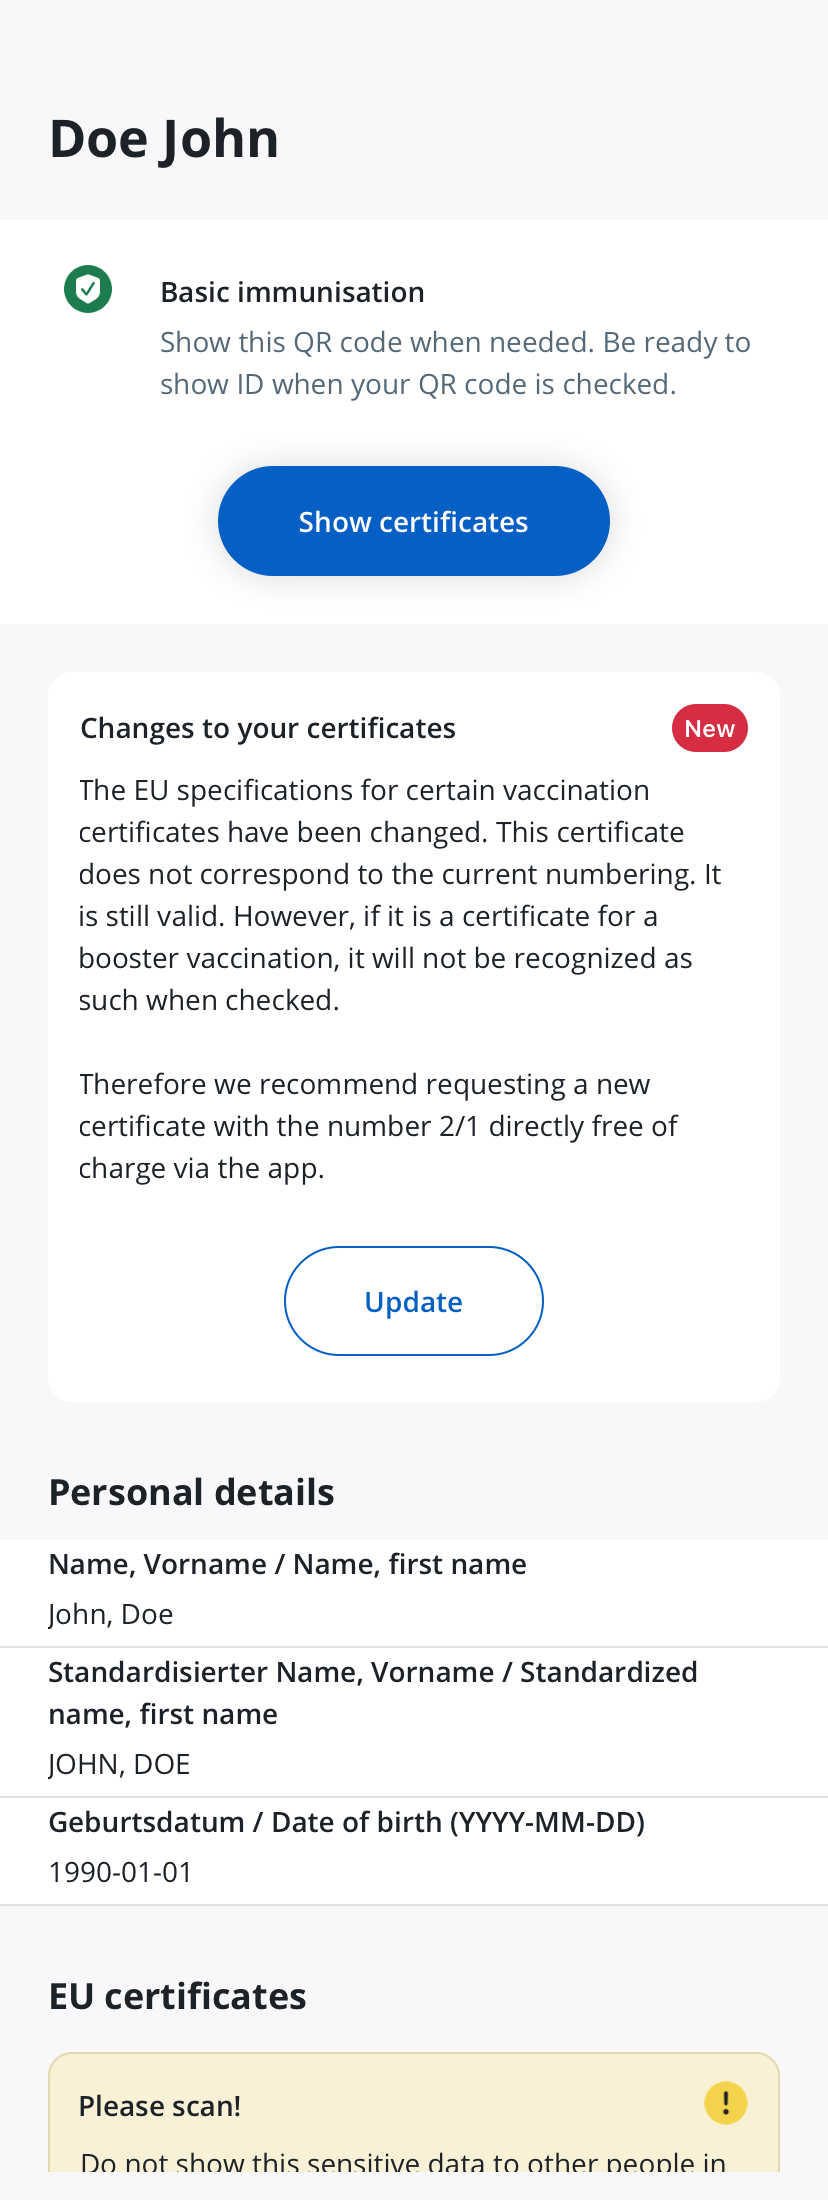 Doe John
Basic immunisation
Show this QR code when needed. Be ready to
show ID when your QR code is checked.
Show certificates
Changes to your certificates
New
The EU specifications for certain vaccination
certificates have been changed. This certificate
does not correspond to the current numbering. It
is still valid. However, if it is a certificate for a
booster vaccination, it will not be recognized as
such when checked.
Therefore we recommend requesting a new
certificate with the number 2/1 directly free of
charge via the app.
Update
Personal details
Name, Vorname / Name, first name
John, Doe
Standardisierter Name, Vorname / Standardized
name, first name
JOHN, DOE
Geburtsdatum / Date of birth (YYYY-MM-DD)
1990-01-01
EU certificates
Please scan!
Do not show this sensitive data to other people in